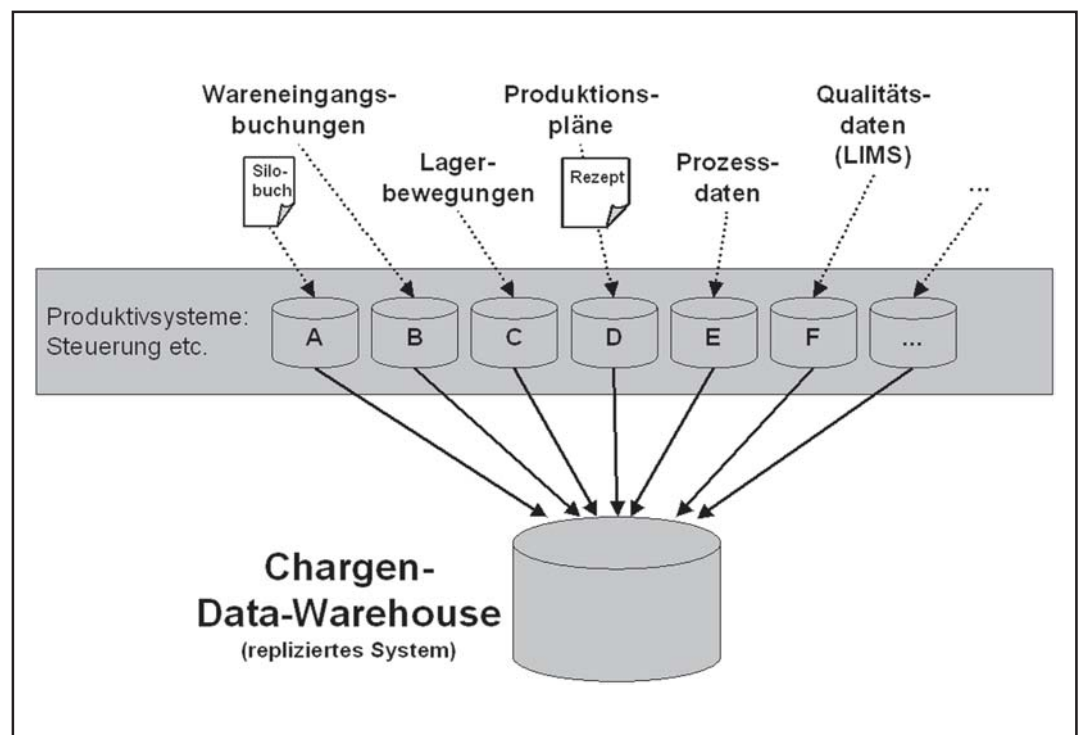 Wareneingangs-
buchungen
Produktions-
pläne
Qualitäts-
daten
(LIMS)
Silo-
buch
Lager-
bewegungen
Rezept
Prozess-
daten
...
Produktivsysteme:
Steuerung etc.
A
B
C
D
E
F
...
Chargen-
Data-Warehouse
(repliziertes System)